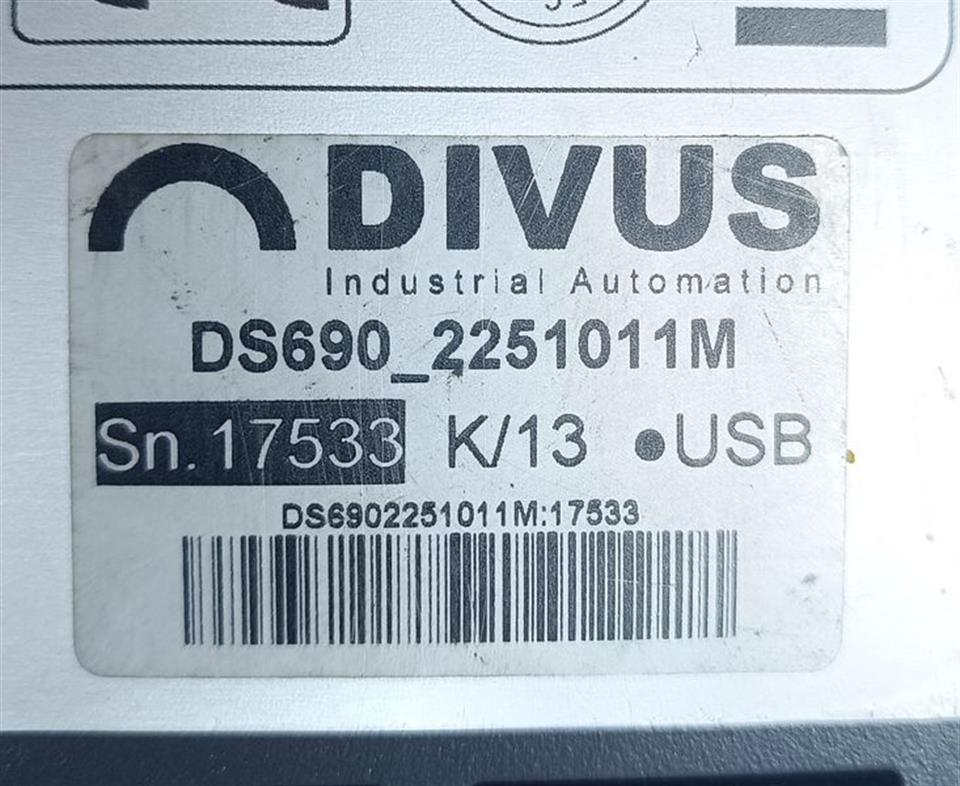 DIVUS
Industrial Automation
DS690_2251011M
Sn.17533 K/13 •USB
DS6902251011M:17533